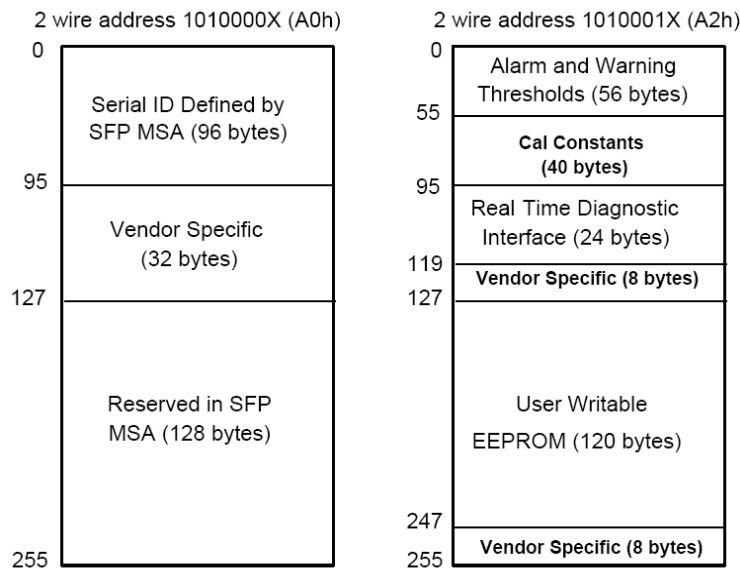 2 wire address 1010000X (A0h)
0
Serial ID Defined by
SFP MSA (96 bytes)
95
Vendor Specific
(32 bytes)
127
Reserved in SFP
MSA (128 bytes)
255
2 wire address 1010001X (A2h)
0
Alarm and Warning
Thresholds (56 bytes)
55
Cal Constants
(40 bytes)
95
Real Time Diagnostic
Interface (24 bytes)
119
Vendor Specific (8 bytes)
127
User Writable
EEPROM (120 bytes)
247
Vendor Specific (8 bytes)
255